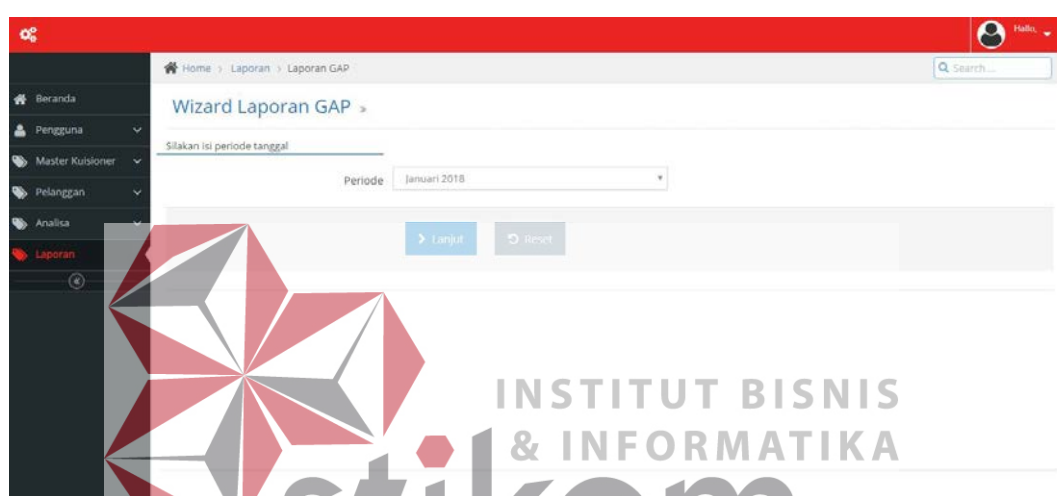 Hallo,
Home > Laporan > Laporan GAP
Search...
Beranda
Pengguna
Master Kuisioner
Pelanggan
Analisa
Laporan
Wizard Laporan GAP »
Silakan isi periode tanggal
Periode
Januari 2018
Lanjut
Reset
INSTITUT BISNIS
& INFORMATIKA
stikom